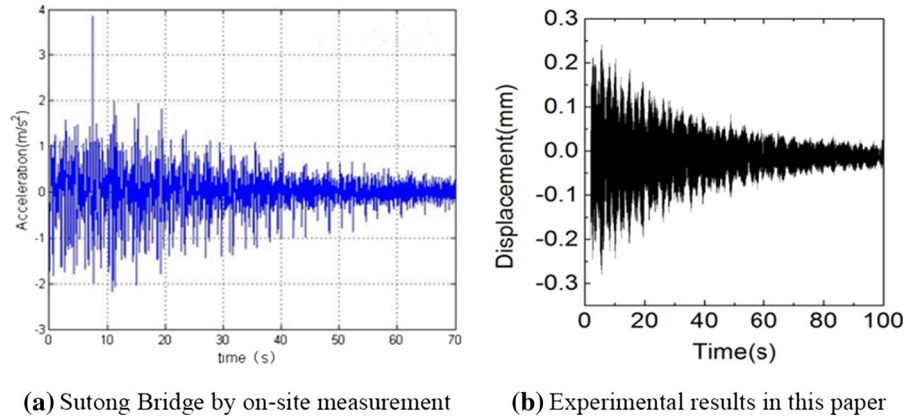 4
3
2
1
0
-1
-2
-3
Acceleration(m/s²)
0 10 20 30 40 50 60 70
time (s)
0.3
0.2
0.1
0.0
-0.1
-0.2
-0.3
Displacement(mm)
0 20 40 60 80 100
Time(s)
(a) Sutong Bridge by on-site measurement
(b) Experimental results in this paper